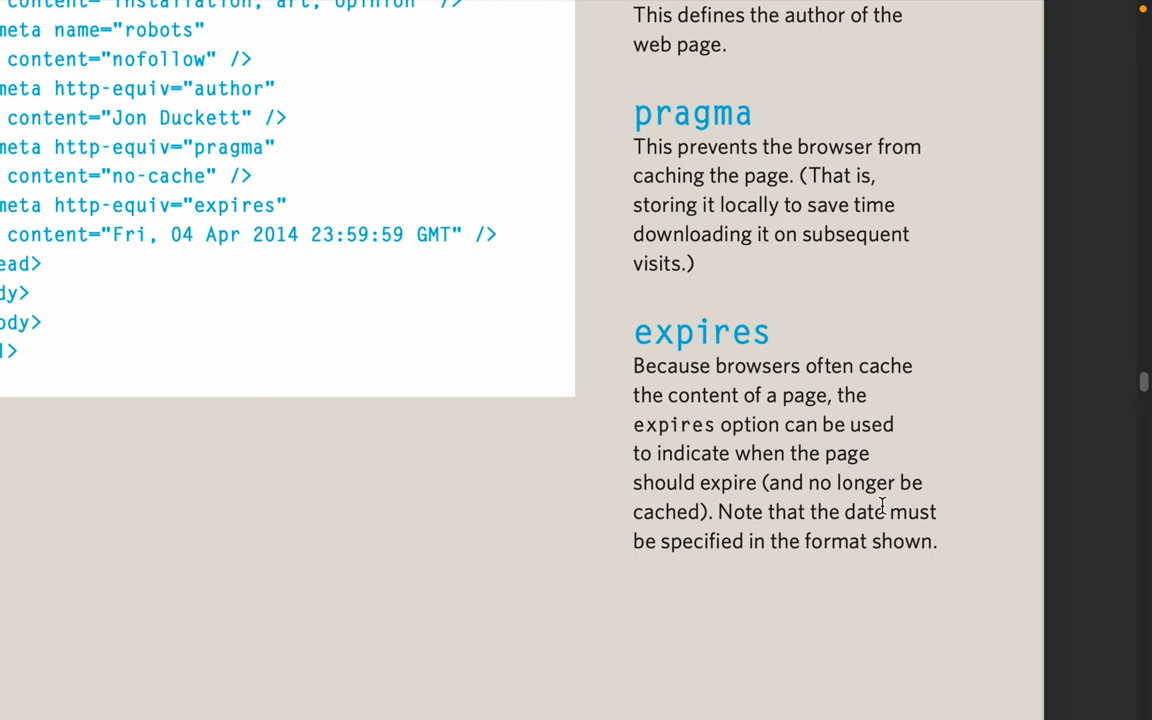 content="installation, art, opinion" />
meta name="robots"
content="nofollow" />
meta http-equiv="author"
content="Jon Duckett" />
meta http-equiv="pragma"
content="no-cache" />
meta http-equiv="expires"
content="Fri, 04 Apr 2014 23:59:59 GMT" />
ead>
dy>
ody>
l>
This defines the author of the
web page.
pragma
This prevents the browser from
caching the page. (That is,
storing it locally to save time
downloading it on subsequent
visits.)
expires
Because browsers often cache
the content of a page, the
expires option can be used
to indicate when the page
should expire (and no longer be
cached). Note that the date must
be specified in the format shown.